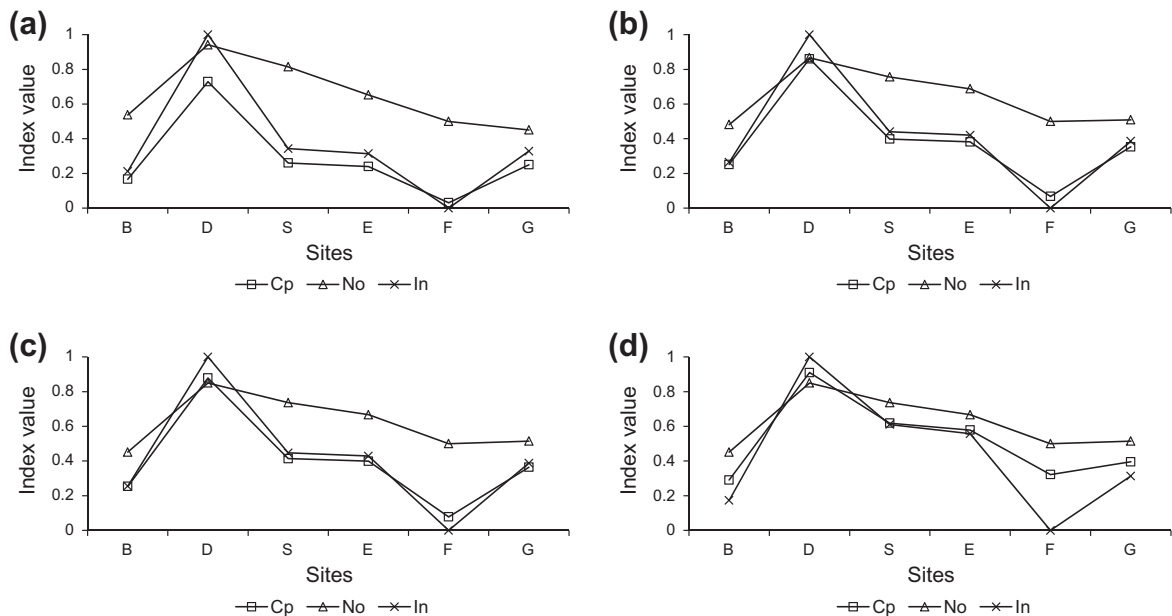 (a)
1
0.8
0.6
0.4
0.2
0
Index value
B D S E F G
Sites
Cp No In
(b)
1
0.8
0.6
0.4
0.2
0
Index value
B D S E F G
Sites
Cp No In
(c)
1
0.8
0.6
0.4
0.2
0
Index value
B D S E F G
Sites
Cp No In
(d)
1
0.8
0.6
0.4
0.2
0
Index value
B D S E F G
Sites
Cp No In